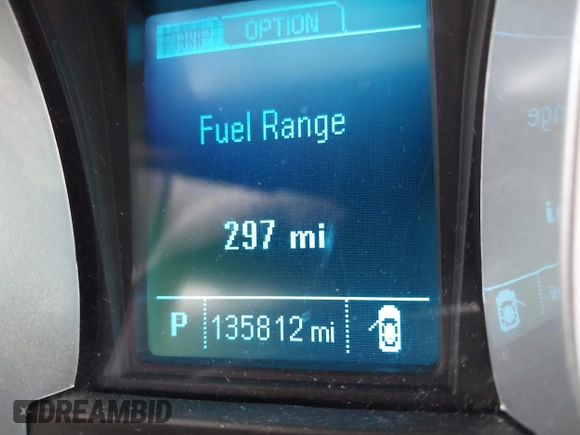 TRIP OPTION
Fuel Range
297 mi
P 135812 mi
DREAMBID